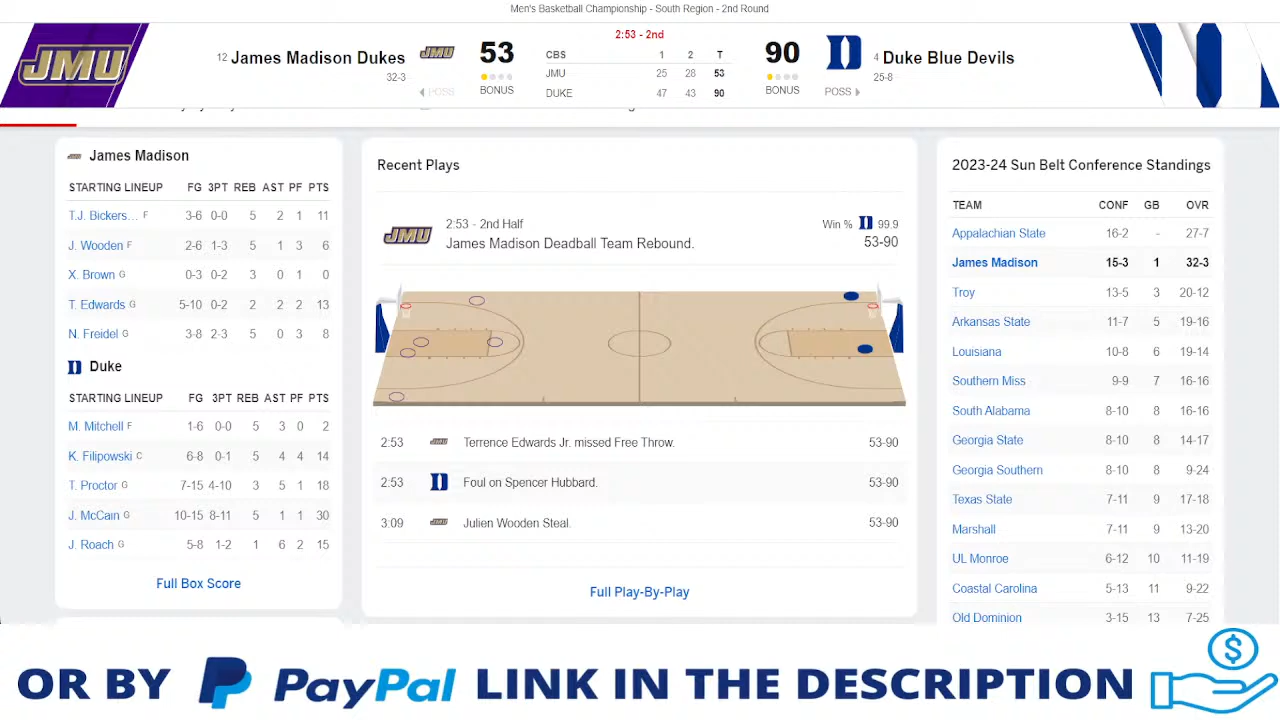 Men's Basketball Championship - South Region - 2nd Round
JMU
12 James Madison Dukes
32-3
JMU
POSS
53
BONUS
2:53 - 2nd
CBS 1 2 T
JMU 25 28 53
DUKE 47 43 90
90
BONUS
D
POSS
4 Duke Blue Devils
25-8
James Madison
STARTING LINEUP FG 3PT REB AST PF PTS
T.J. Bickers... F 3-6 0-0 5 2 1 11
J. Wooden F 2-6 1-3 5 1 3 6
X. Brown G 0-3 0-2 3 0 1 0
T. Edwards G 5-10 0-2 2 2 2 13
N. Freidel G 3-8 2-3 5 0 3 8
Duke
STARTING LINEUP FG 3PT REB AST PF PTS
M. Mitchell F 1-6 0-0 5 3 0 2
K. Filipowski C 6-8 0-1 5 4 4 14
T. Proctor G 7-15 4-10 3 5 1 18
J. McCain G 10-15 8-11 5 1 1 30
J. Roach G 5-8 1-2 1 6 2 15
Full Box Score
Recent Plays
JMU
2:53 - 2nd Half
James Madison Deadball Team Rebound.
Win % D 99.9
53-90
2:53 JMU Terrence Edwards Jr. missed Free Throw. 53-90
2:53 D Foul on Spencer Hubbard. 53-90
3:09 JMU Julien Wooden Steal. 53-90
Full Play-By-Play
2023-24 Sun Belt Conference Standings
TEAM CONF GB OVR
Appalachian State 16-2 - 27-7
James Madison 15-3 1 32-3
Troy 13-5 3 20-12
Arkansas State 11-7 5 19-16
Louisiana 10-8 6 19-14
Southern Miss 9-9 7 16-16
South Alabama 8-10 8 16-16
Georgia State 8-10 8 14-17
Georgia Southern 8-10 8 9-24
Texas State 7-11 9 17-18
Marshall 7-11 9 13-20
UL Monroe 6-12 10 11-19
Coastal Carolina 5-13 11 9-22
Old Dominion 3-15 13 7-25
OR BY PayPal LINK IN THE DESCRIPTION
$